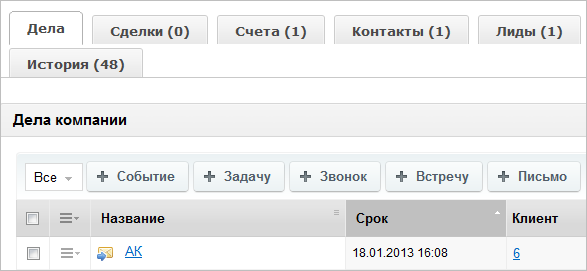 Дела Сделки (0) Счета (1) Контакты (1) Лиды (1)
История (48)
Дела компании
Все + Событие + Задачу + Звонок + Встречу + Письмо
Название Срок Клиент
АК 18.01.2013 16:08 6